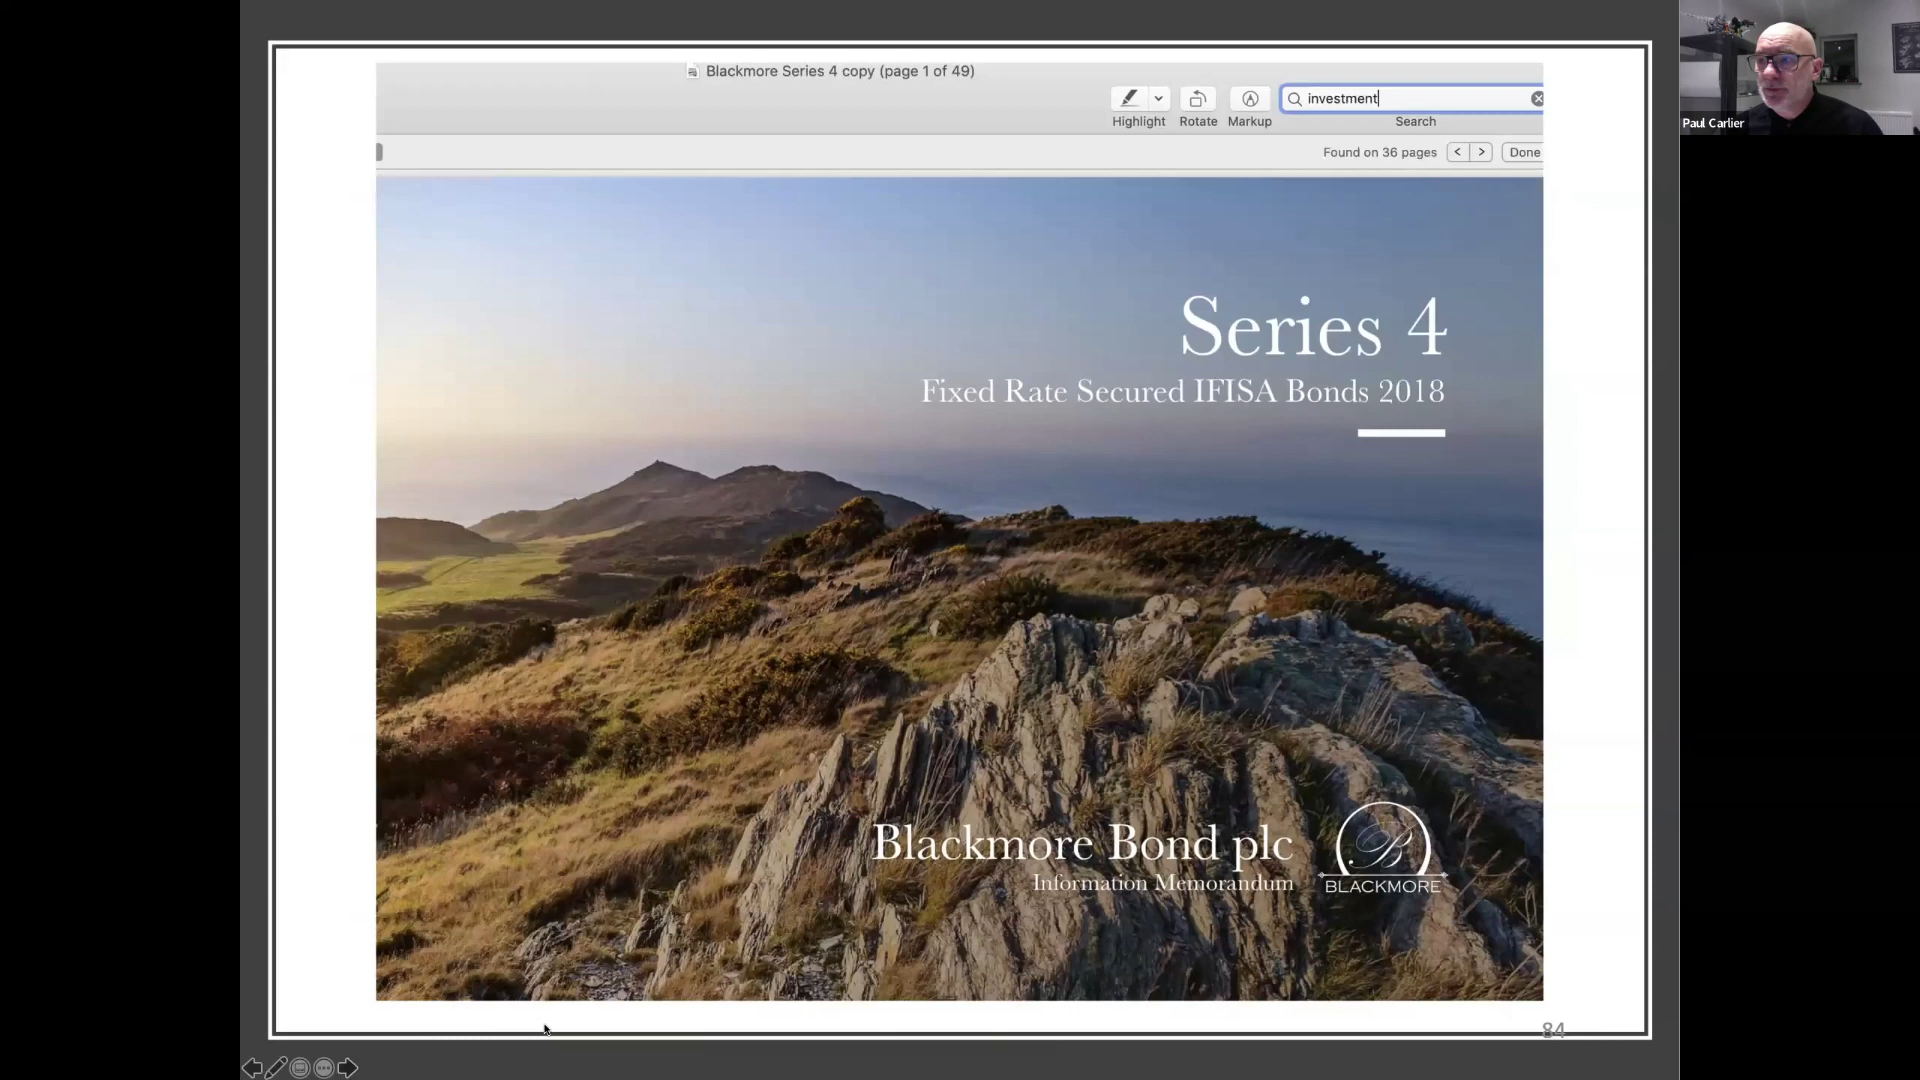 Blackmore Series 4 copy (page 1 of 49)
investment
Highlight
Rotate
Markup
Search
Found on 36 pages
Done
Series 4
Fixed Rate Secured IFISA Bonds 2018
Blackmore Bond plc
Information Memorandum
B
BLACKMORE
84
Paul Carlier